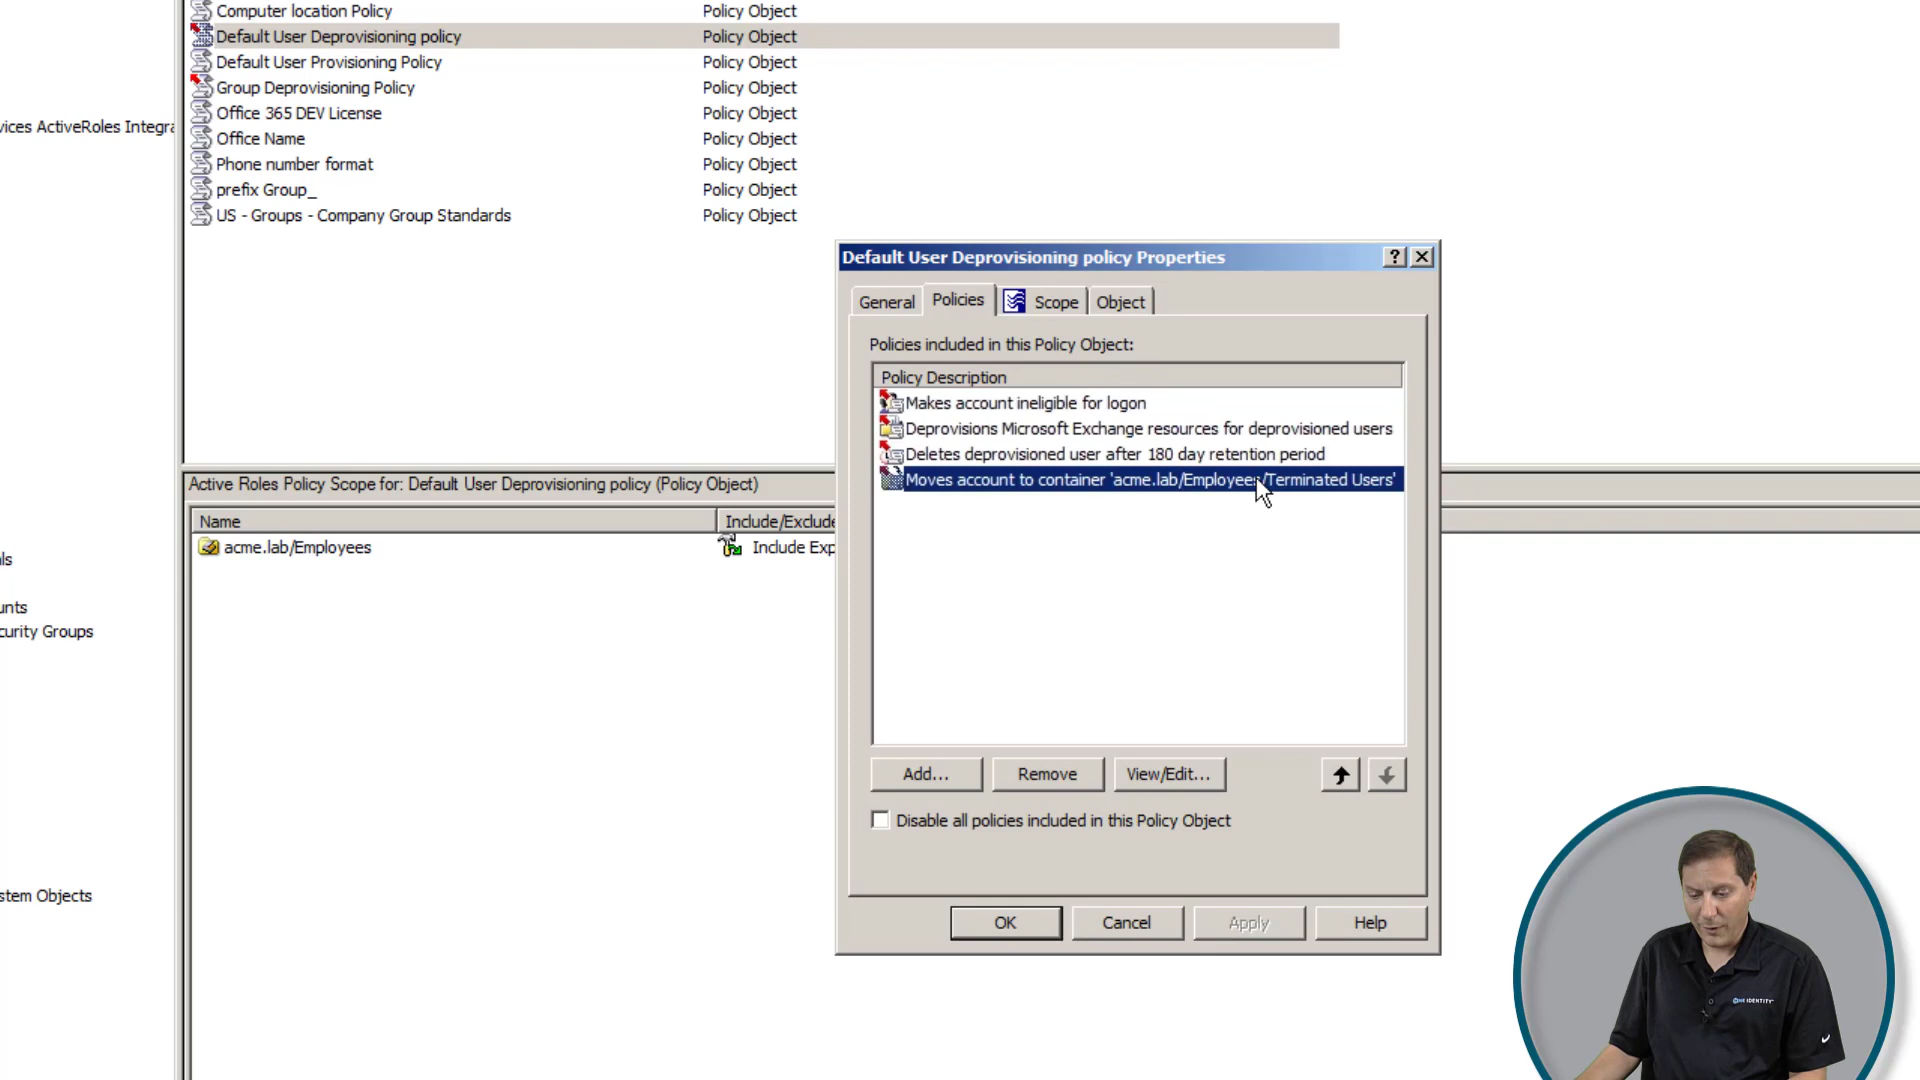 Computer location Policy Policy Object
Default User Deprovisioning policy Policy Object
Default User Provisioning Policy Policy Object
Group Deprovisioning Policy Policy Object
Office 365 DEV License Policy Object
Office Name Policy Object
Phone number format Policy Object
prefix Group_ Policy Object
US - Groups - Company Group Standards Policy Object
vices ActiveRoles Integra
ls
unts
curity Groups
stem Objects
Active Roles Policy Scope for: Default User Deprovisioning policy (Policy Object)
Name Include/Exclude
acme.lab/Employees Include Exp
Default User Deprovisioning policy Properties
General Policies Scope Object
Policies included in this Policy Object:
Policy Description
Makes account ineligible for logon
Deprovisions Microsoft Exchange resources for deprovisioned users
Deletes deprovisioned user after 180 day retention period
Moves account to container 'acme.lab/Employees/Terminated Users'
Add... Remove View/Edit...
Disable all policies included in this Policy Object
OK Cancel Apply Help
ONE IDENTITY